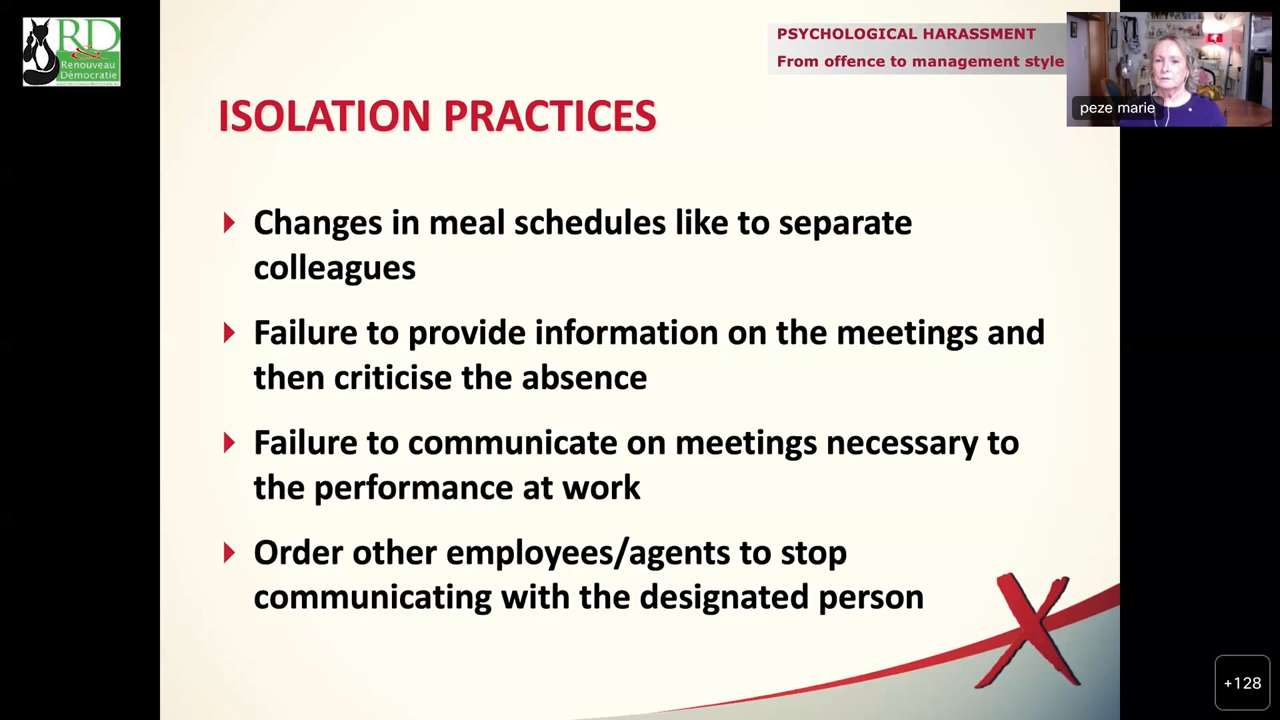 RD
Renouveau
Démocratie
PSYCHOLOGICAL HARASSMENT
From offence to management style
peze marie
ISOLATION PRACTICES
Changes in meal schedules like to separate
colleagues
Failure to provide information on the meetings and
then criticise the absence
Failure to communicate on meetings necessary to
the performance at work
Order other employees/agents to stop
communicating with the designated person
+128